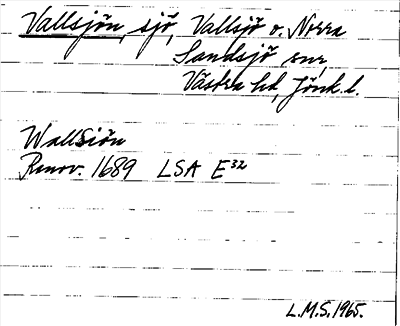 Vallsjön, sjö, Vallsjö o. Norra
Sandsjö snr,
Västra hd, Jönk. l.
Wallsiön
Renov. 1689 LSA E32
L.M.S. 1965.